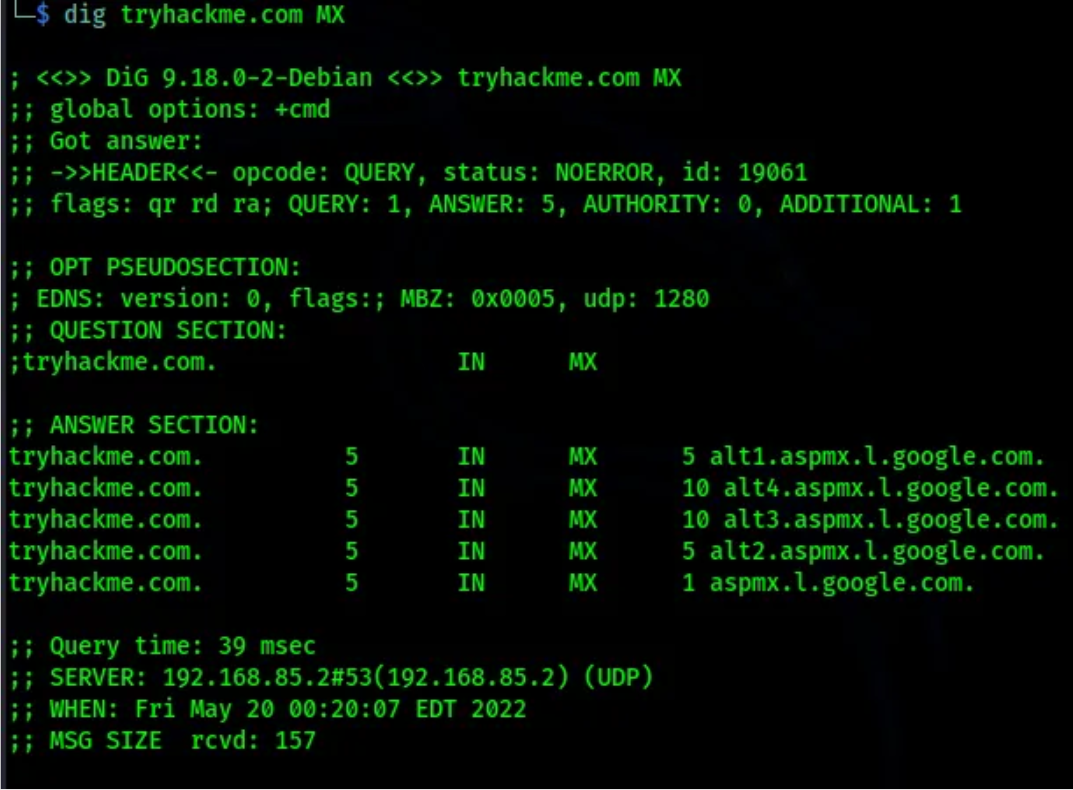 └─$ dig tryhackme.com MX
; <<>> DiG 9.18.0-2-Debian <<>> tryhackme.com MX
;; global options: +cmd
;; Got answer:
;; ->>HEADER<<- opcode: QUERY, status: NOERROR, id: 19061
;; flags: qr rd ra; QUERY: 1, ANSWER: 5, AUTHORITY: 0, ADDITIONAL: 1
;; OPT PSEUDOSECTION:
; EDNS: version: 0, flags:; MBZ: 0x0005, udp: 1280
;; QUESTION SECTION:
;tryhackme.com. IN MX
;; ANSWER SECTION:
tryhackme.com. 5 IN MX 5 alt1.aspmx.l.google.com.
tryhackme.com. 5 IN MX 10 alt4.aspmx.l.google.com.
tryhackme.com. 5 IN MX 10 alt3.aspmx.l.google.com.
tryhackme.com. 5 IN MX 5 alt2.aspmx.l.google.com.
tryhackme.com. 5 IN MX 1 aspmx.l.google.com.
;; Query time: 39 msec
;; SERVER: 192.168.85.2#53(192.168.85.2) (UDP)
;; WHEN: Fri May 20 00:20:07 EDT 2022
;; MSG SIZE rcvd: 157